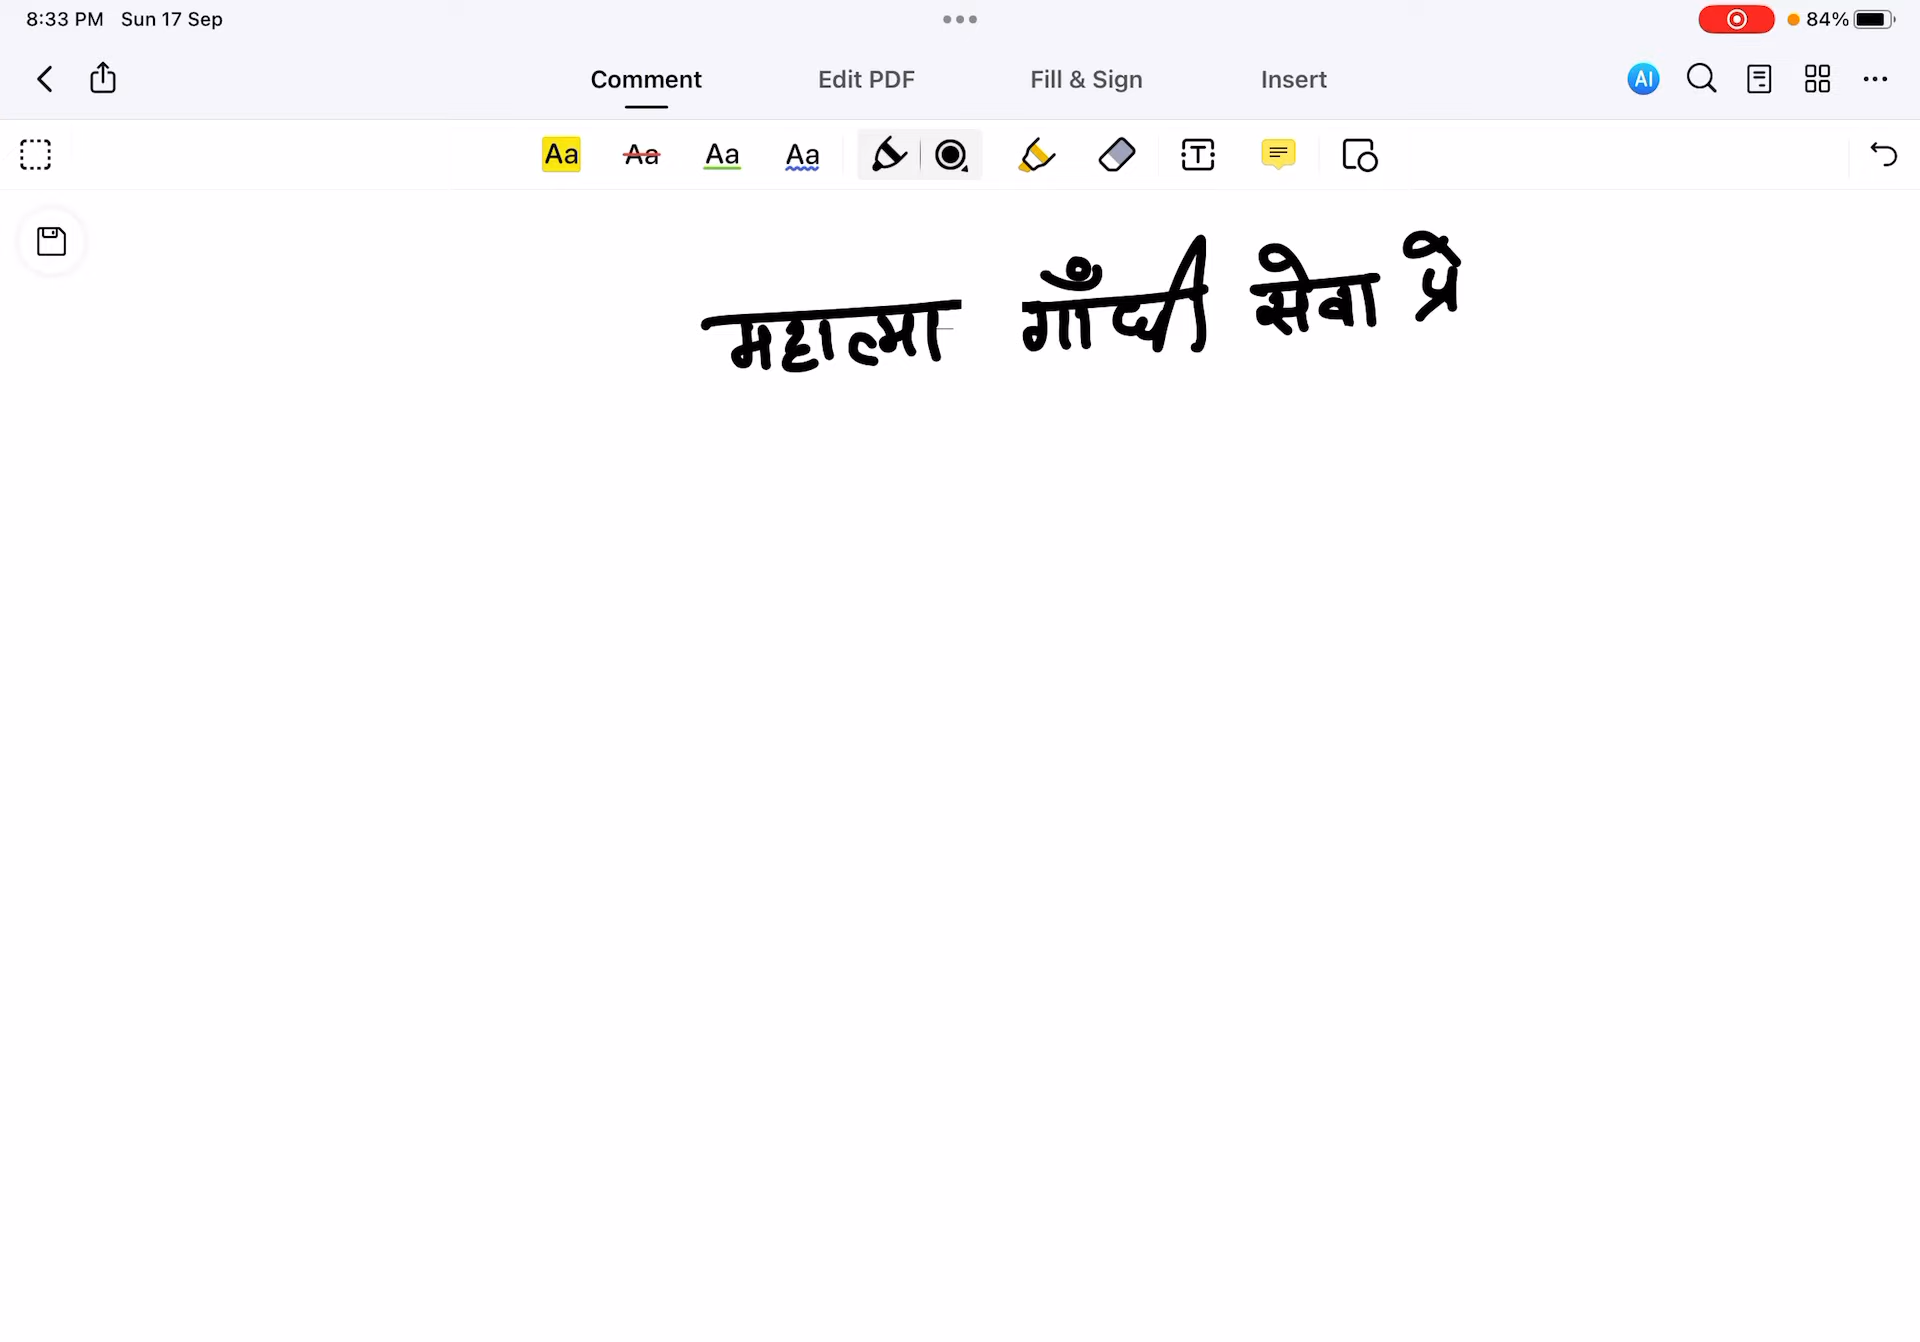 8:33 PM Sun 17 Sep 84%
Comment Edit PDF Fill & Sign Insert AI
Aa Aa Aa Aa T
महात्मा गाँधी सेवा प्रे